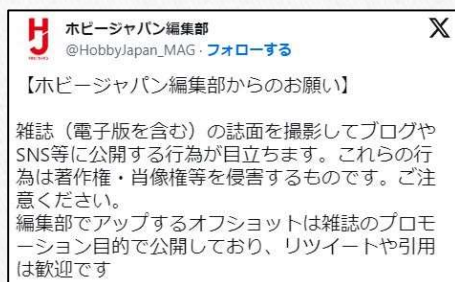 ホビージャパン編集部
@HobbyJapan_MAG · フォローする
【ホビージャパン編集部からのお願い】
雑誌（電子版を含む）の誌面を撮影してブログや
SNS等に公開する行為が目立ちます。これらの行
為は著作権・肖像権等を侵害するものです。ご注
意ください。
編集部でアップするオフショットは雑誌のプロモ
ーション目的で公開しており、リツイートや引用
は歓迎です